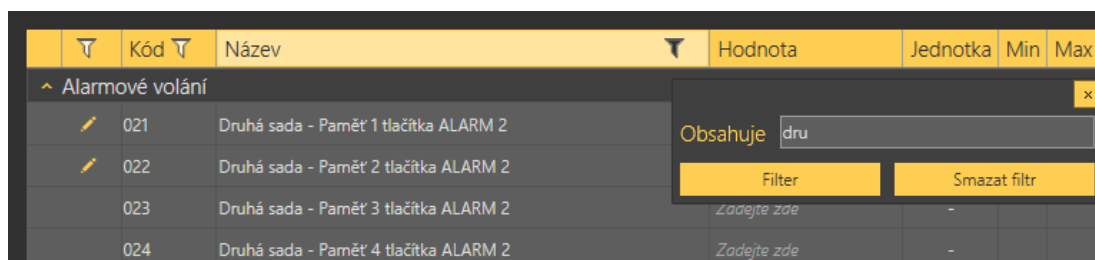 Kód Název Hodnota Jednotka Min Max
Alarmové volání
Obsahuje dru
021 Druhá sada - Paměť 1 tlačítka ALARM 2
022 Druhá sada - Paměť 2 tlačítka ALARM 2
Filter Smazat filtr
023 Druhá sada - Paměť 3 tlačítka ALARM 2 Zadejte zde -
024 Druhá sada - Paměť 4 tlačítka ALARM 2 Zadejte zde -